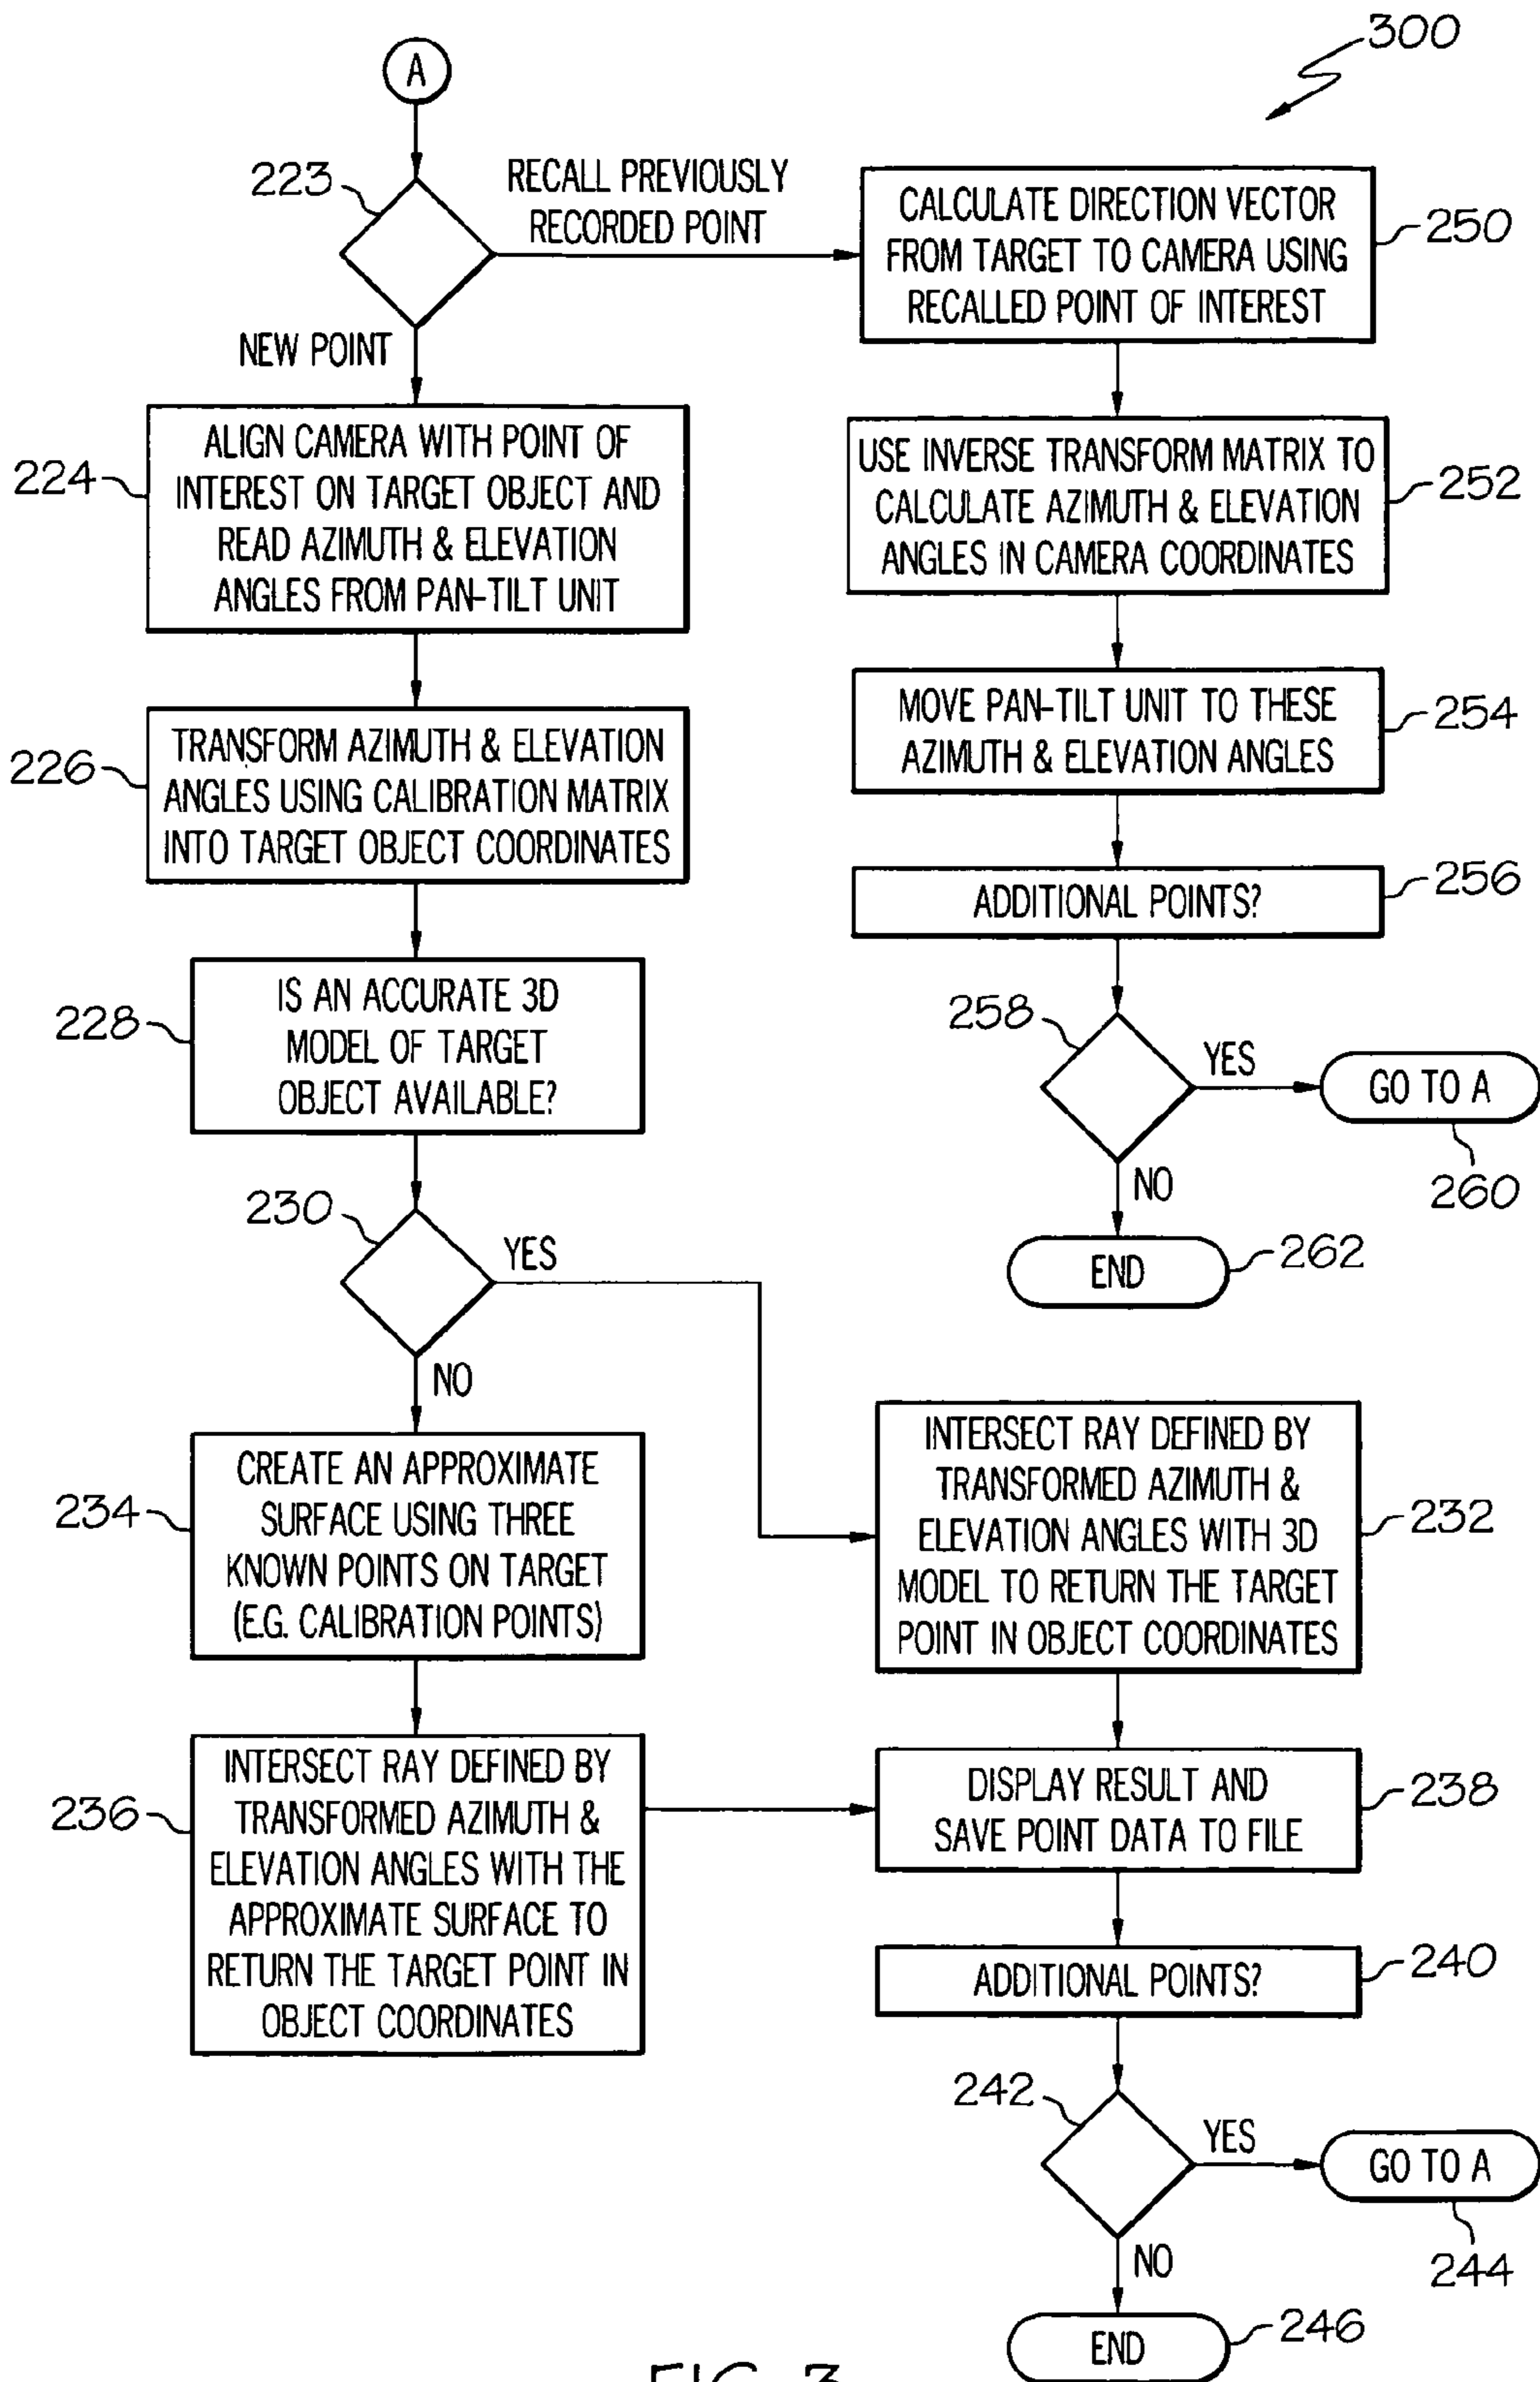 300
A
223
RECALL PREVIOUSLY
RECORDED POINT
NEW POINT
CALCULATE DIRECTION VECTOR
FROM TARGET TO CAMERA USING
RECALLED POINT OF INTEREST
250
224
ALIGN CAMERA WITH POINT OF
INTEREST ON TARGET OBJECT AND
READ AZIMUTH & ELEVATION
ANGLES FROM PAN-TILT UNIT
USE INVERSE TRANSFORM MATRIX TO
CALCULATE AZIMUTH & ELEVATION
ANGLES IN CAMERA COORDINATES
252
226
TRANSFORM AZIMUTH & ELEVATION
ANGLES USING CALIBRATION MATRIX
INTO TARGET OBJECT COORDINATES
MOVE PAN-TILT UNIT TO THESE
AZIMUTH & ELEVATION ANGLES
254
ADDITIONAL POINTS?
256
228
IS AN ACCURATE 3D
MODEL OF TARGET
OBJECT AVAILABLE?
258
YES
GO TO A
260
NO
END
262
230
YES
NO
234
CREATE AN APPROXIMATE
SURFACE USING THREE
KNOWN POINTS ON TARGET
(E.G. CALIBRATION POINTS)
INTERSECT RAY DEFINED BY
TRANSFORMED AZIMUTH &
ELEVATION ANGLES WITH 3D
MODEL TO RETURN THE TARGET
POINT IN OBJECT COORDINATES
232
236
INTERSECT RAY DEFINED BY
TRANSFORMED AZIMUTH &
ELEVATION ANGLES WITH THE
APPROXIMATE SURFACE TO
RETURN THE TARGET POINT IN
OBJECT COORDINATES
DISPLAY RESULT AND
SAVE POINT DATA TO FILE
238
ADDITIONAL POINTS?
240
242
YES
GO TO A
244
NO
END
246
FIG. 3